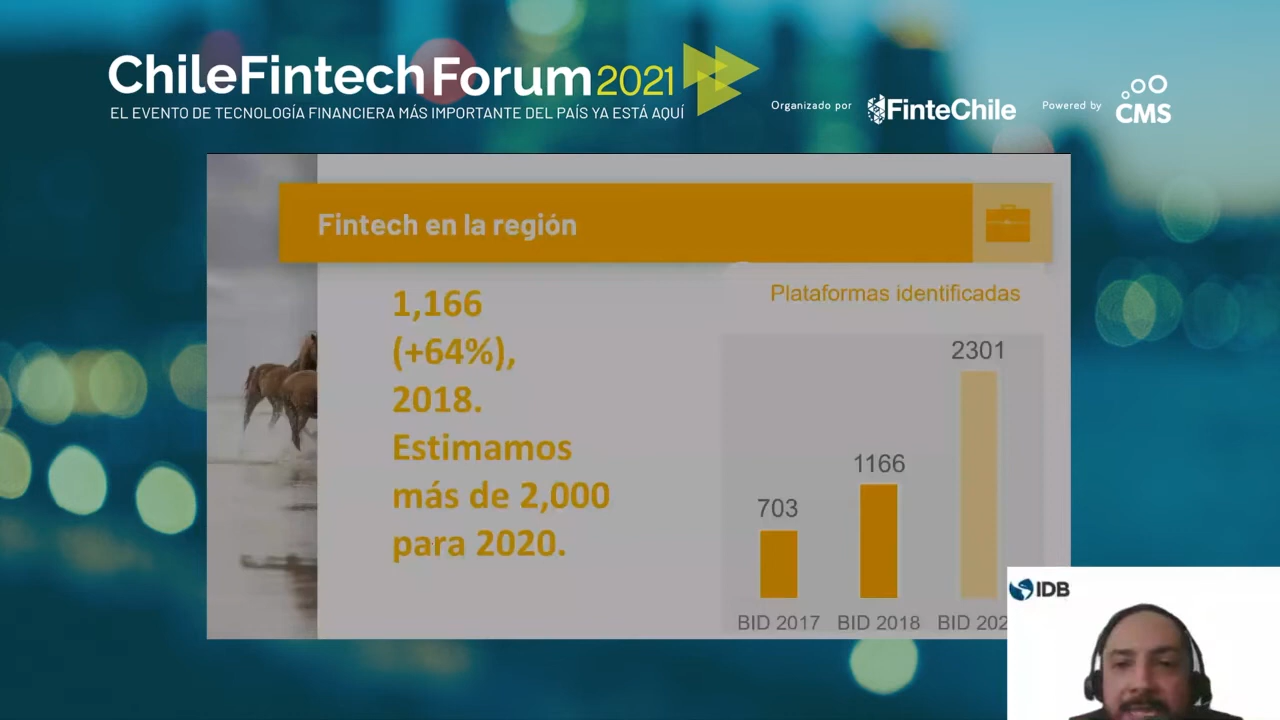 ChileFintechForum2021
EL EVENTO DE TECNOLOGÍA FINANCIERA MÁS IMPORTANTE DEL PAÍS YA ESTÁ AQUÍ
Organizado por
FinteChile
Powered by
CMS
Fintech en la región
1,166
(+64%),
2018.
Estimamos
más de 2,000
para 2020.
Plataformas identificadas
2301
1166
703
BID 2017
BID 2018
BID 202
IDB